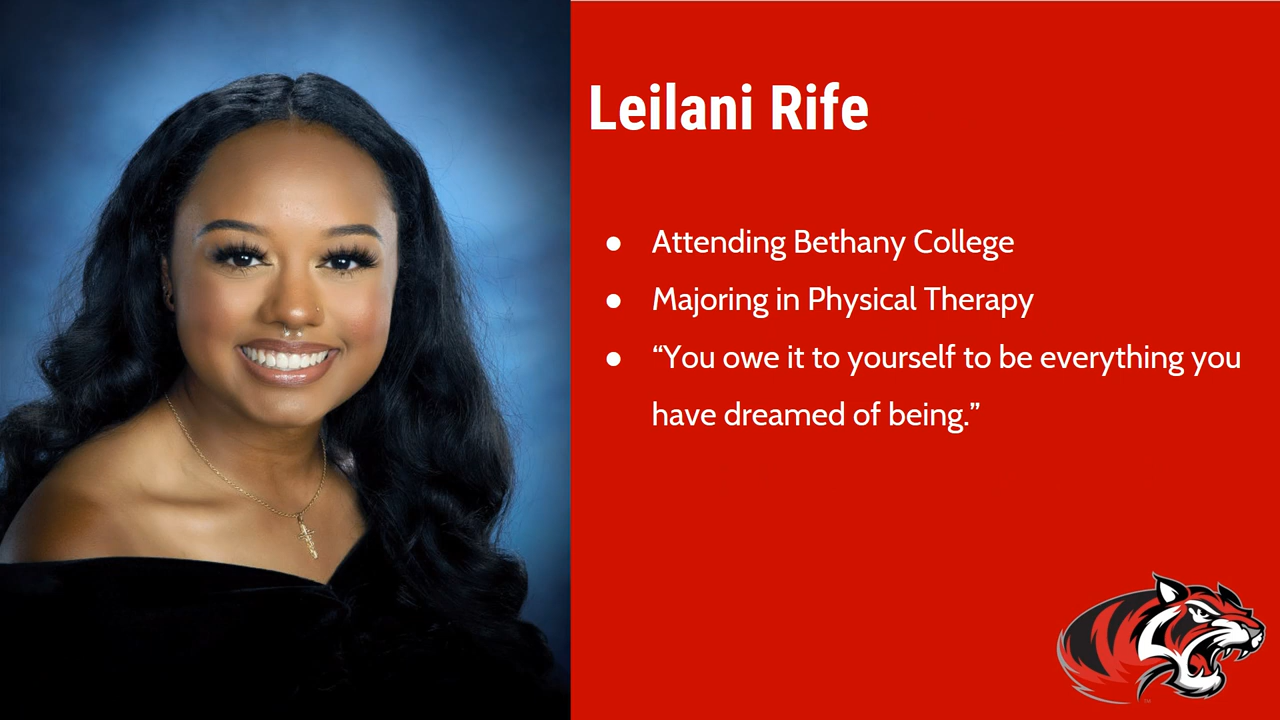 Leilani Rife
● Attending Bethany College
● Majoring in Physical Therapy
● “You owe it to yourself to be everything you
have dreamed of being.”